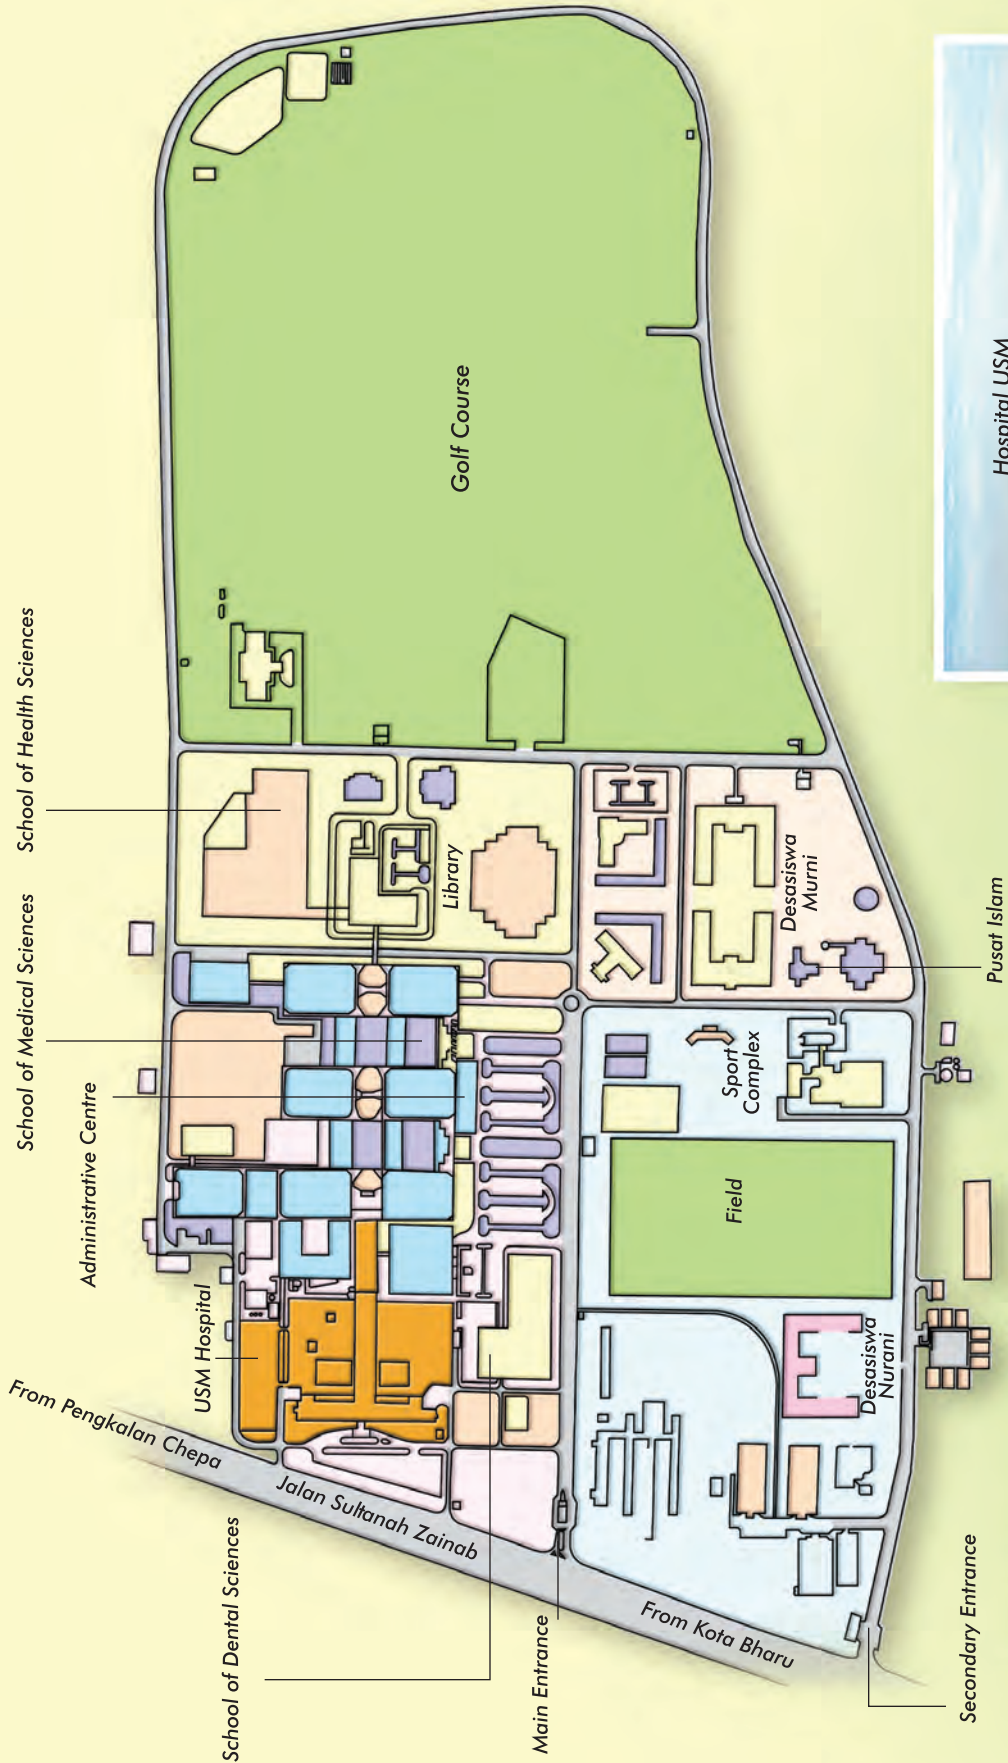 School of Health Sciences
School of Medical Sciences
Administrative Centre
USM Hospital
From Pengkalan Chepa
Jalan Sultanah Zainab
School of Dental Sciences
Main Entrance
From Kota Bharu
Secondary Entrance
Golf Course
Library
Desasiswa
Murni
Pusat Islam
Sport
Complex
Field
Desasiswa
Nurani
Hospital USM